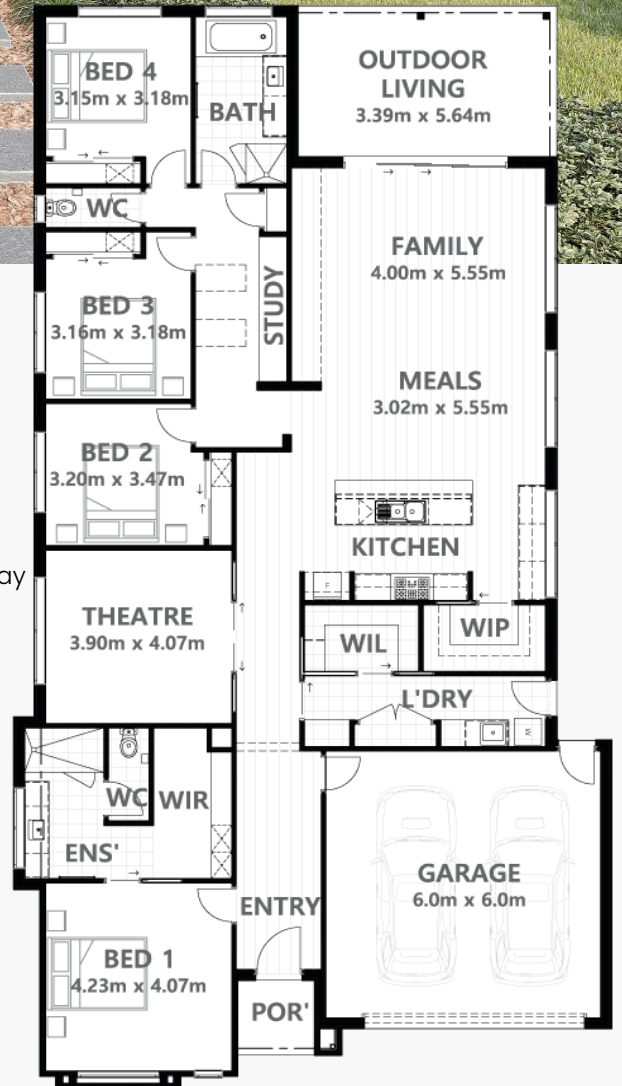 BED 4
3.15m x 3.18m
BATH
OUTDOOR
LIVING
3.39m x 5.64m
WC
FAMILY
4.00m x 5.55m
STUDY
BED 3
3.16m x 3.18m
MEALS
3.02m x 5.55m
BED 2
3.20m x 3.47m
KITCHEN
ay
THEATRE
3.90m x 4.07m
WIL
WIP
L'DRY
WC
WIR
ENS'
GARAGE
6.0m x 6.0m
ENTRY
BED 1
4.23m x 4.07m
POR'